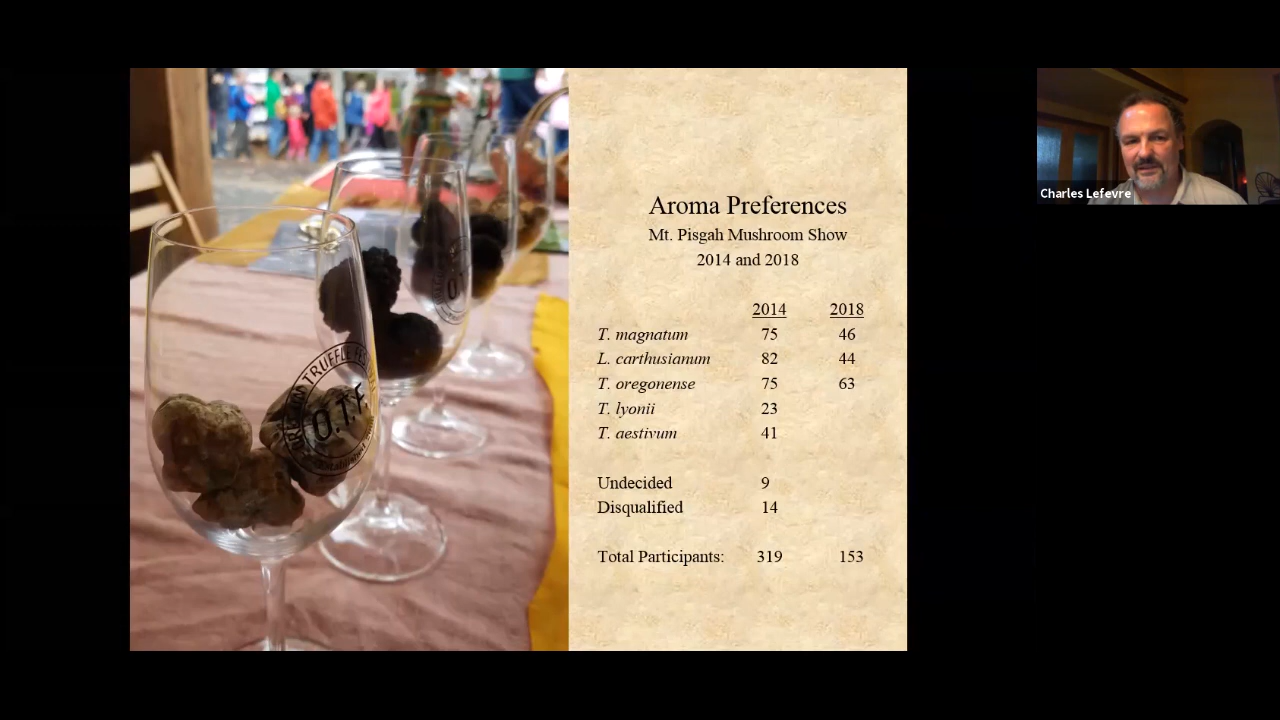 Aroma Preferences
Mt. Pisgah Mushroom Show
2014 and 2018
2014 2018
T. magnatum 75 46
L. carthusianum 82 44
T. oregonense 75 63
T. lyonii 23
T. aestivum 41
Undecided 9
Disqualified 14
Total Participants: 319 153
Charles Lefevre
TRUFFLE
O.T.F.